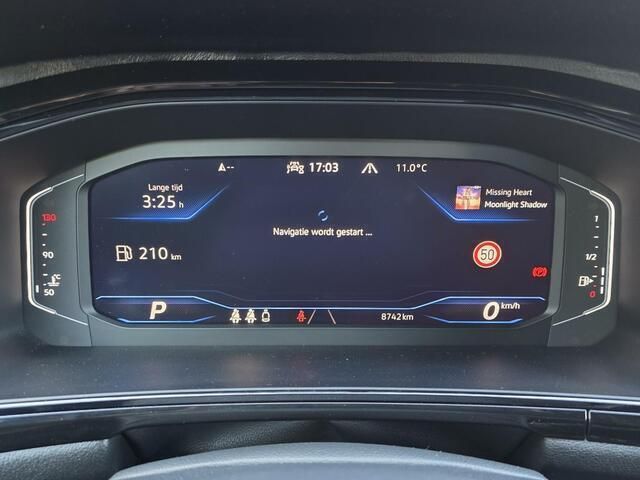 A--
17:03
11.0°C
Lange tijd
3:25 h
Missing Heart
Moonlight Shadow
Navigatie wordt gestart ...
210 km
50
(P)
130
90
°C
50
1
1/2
0
P
8742 km
0 km/h